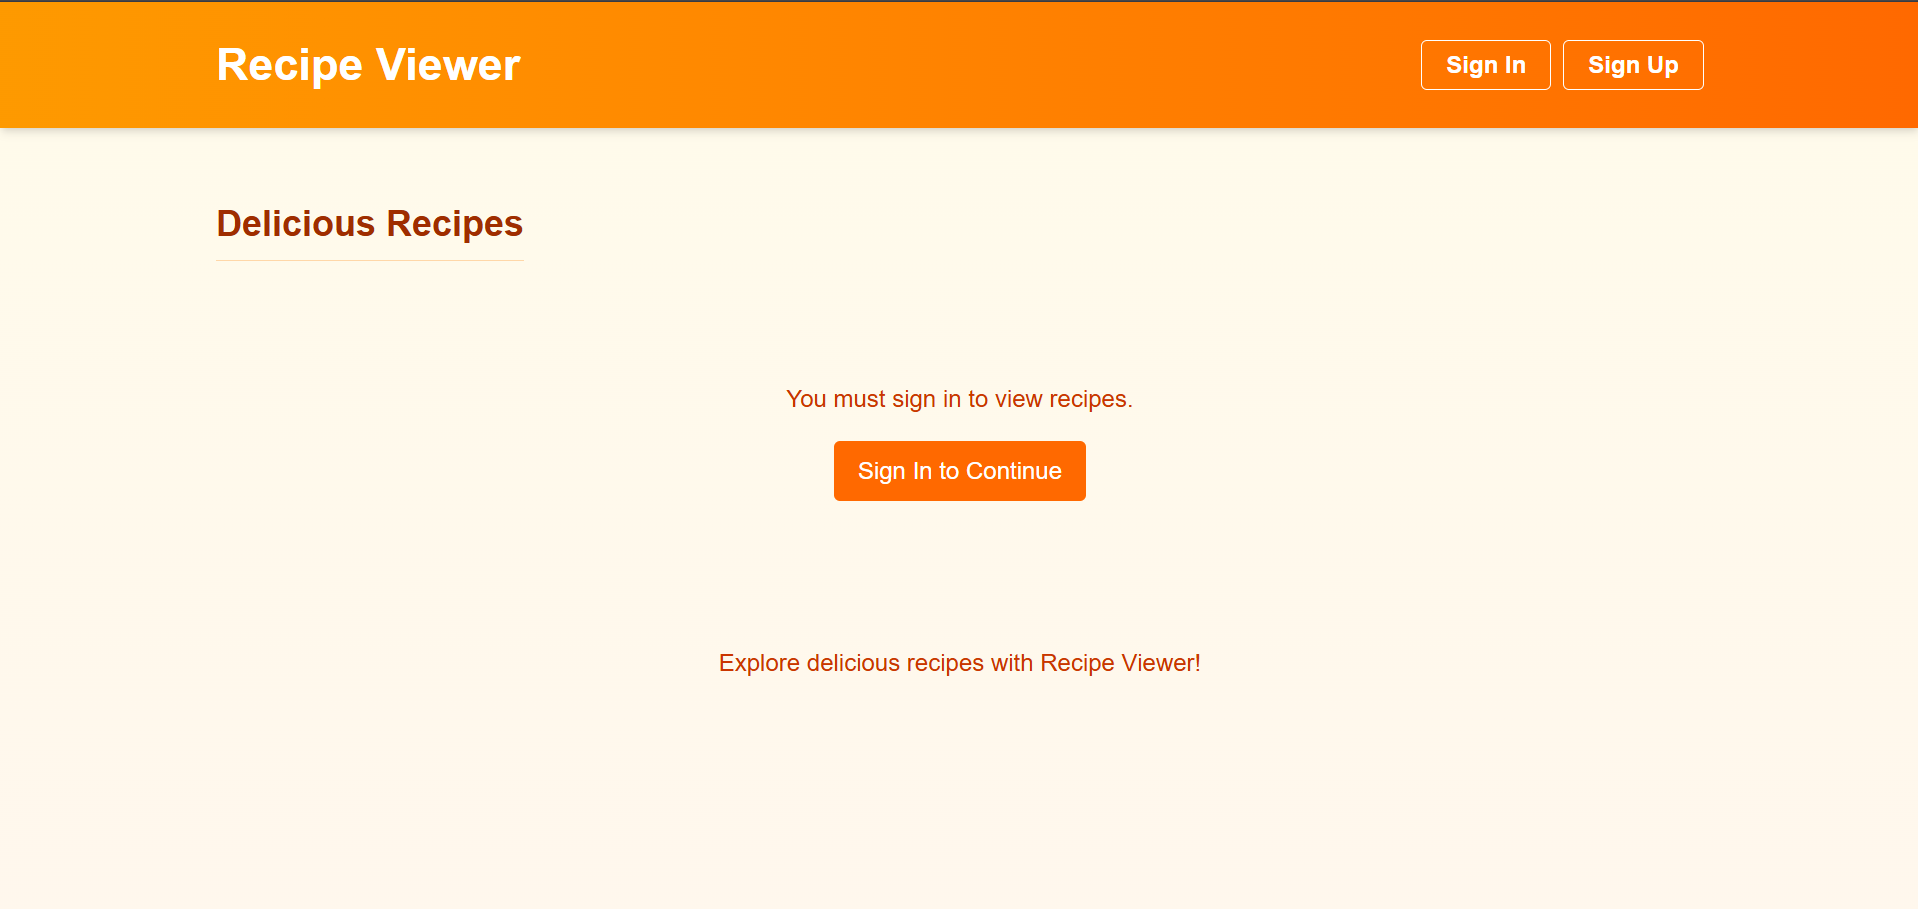 Recipe Viewer
Sign In
Sign Up
Delicious Recipes
You must sign in to view recipes.
Sign In to Continue
Explore delicious recipes with Recipe Viewer!